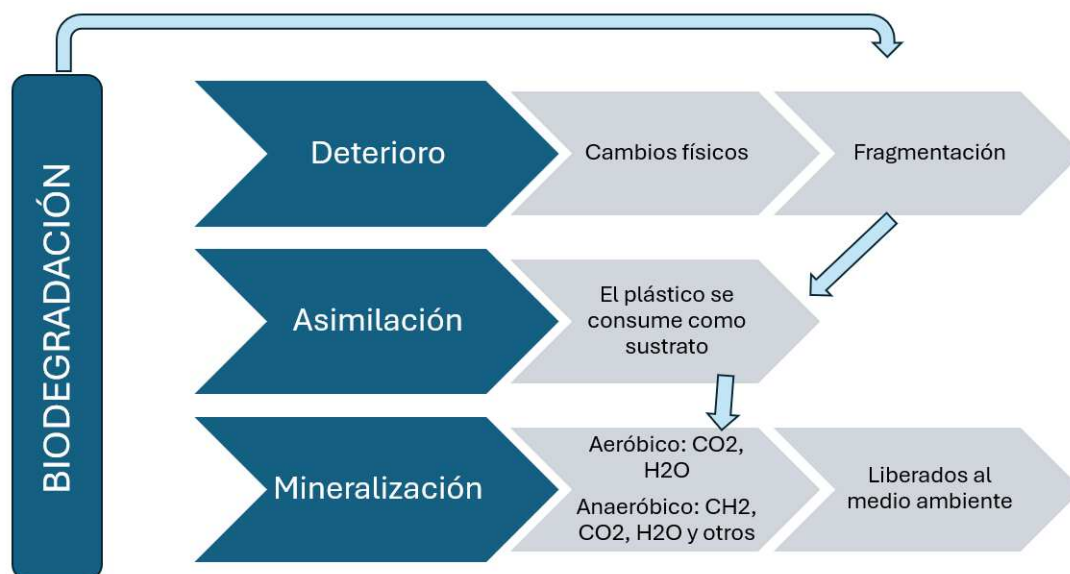 BIODEGRADACIÓN
Deterioro
Cambios físicos
Fragmentación
Asimilación
El plástico se
consume como
sustrato
Mineralización
Aeróbico: CO2,
H2O
Anaeróbico: CH2,
CO2, H2O y otros
Liberados al
medio ambiente